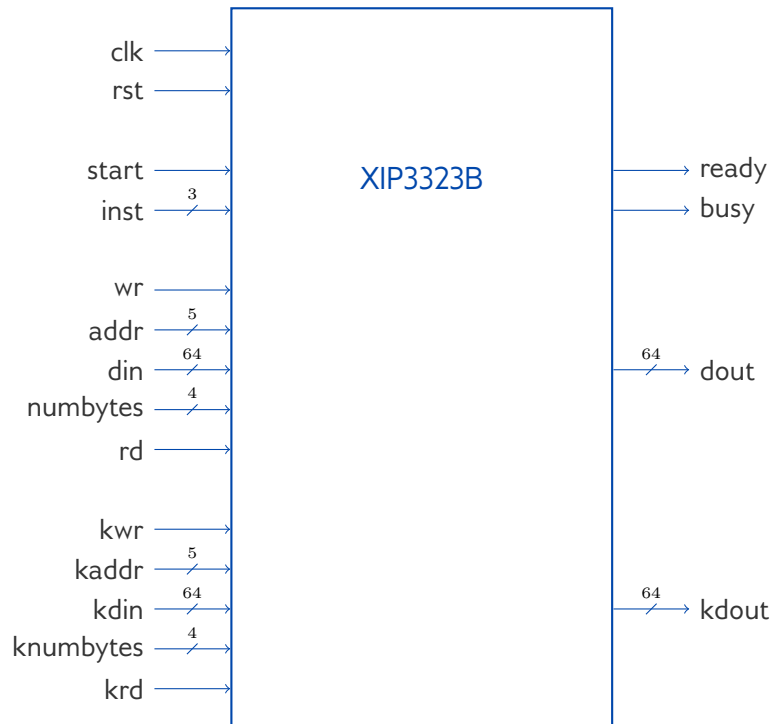 clk
rst
start
3
inst
XIP3323B
ready
busy
wr
5
addr
64
din
64
dout
4
numbytes
rd
kwr
5
kaddr
64
kdin
64
kdout
4
knumbytes
krd